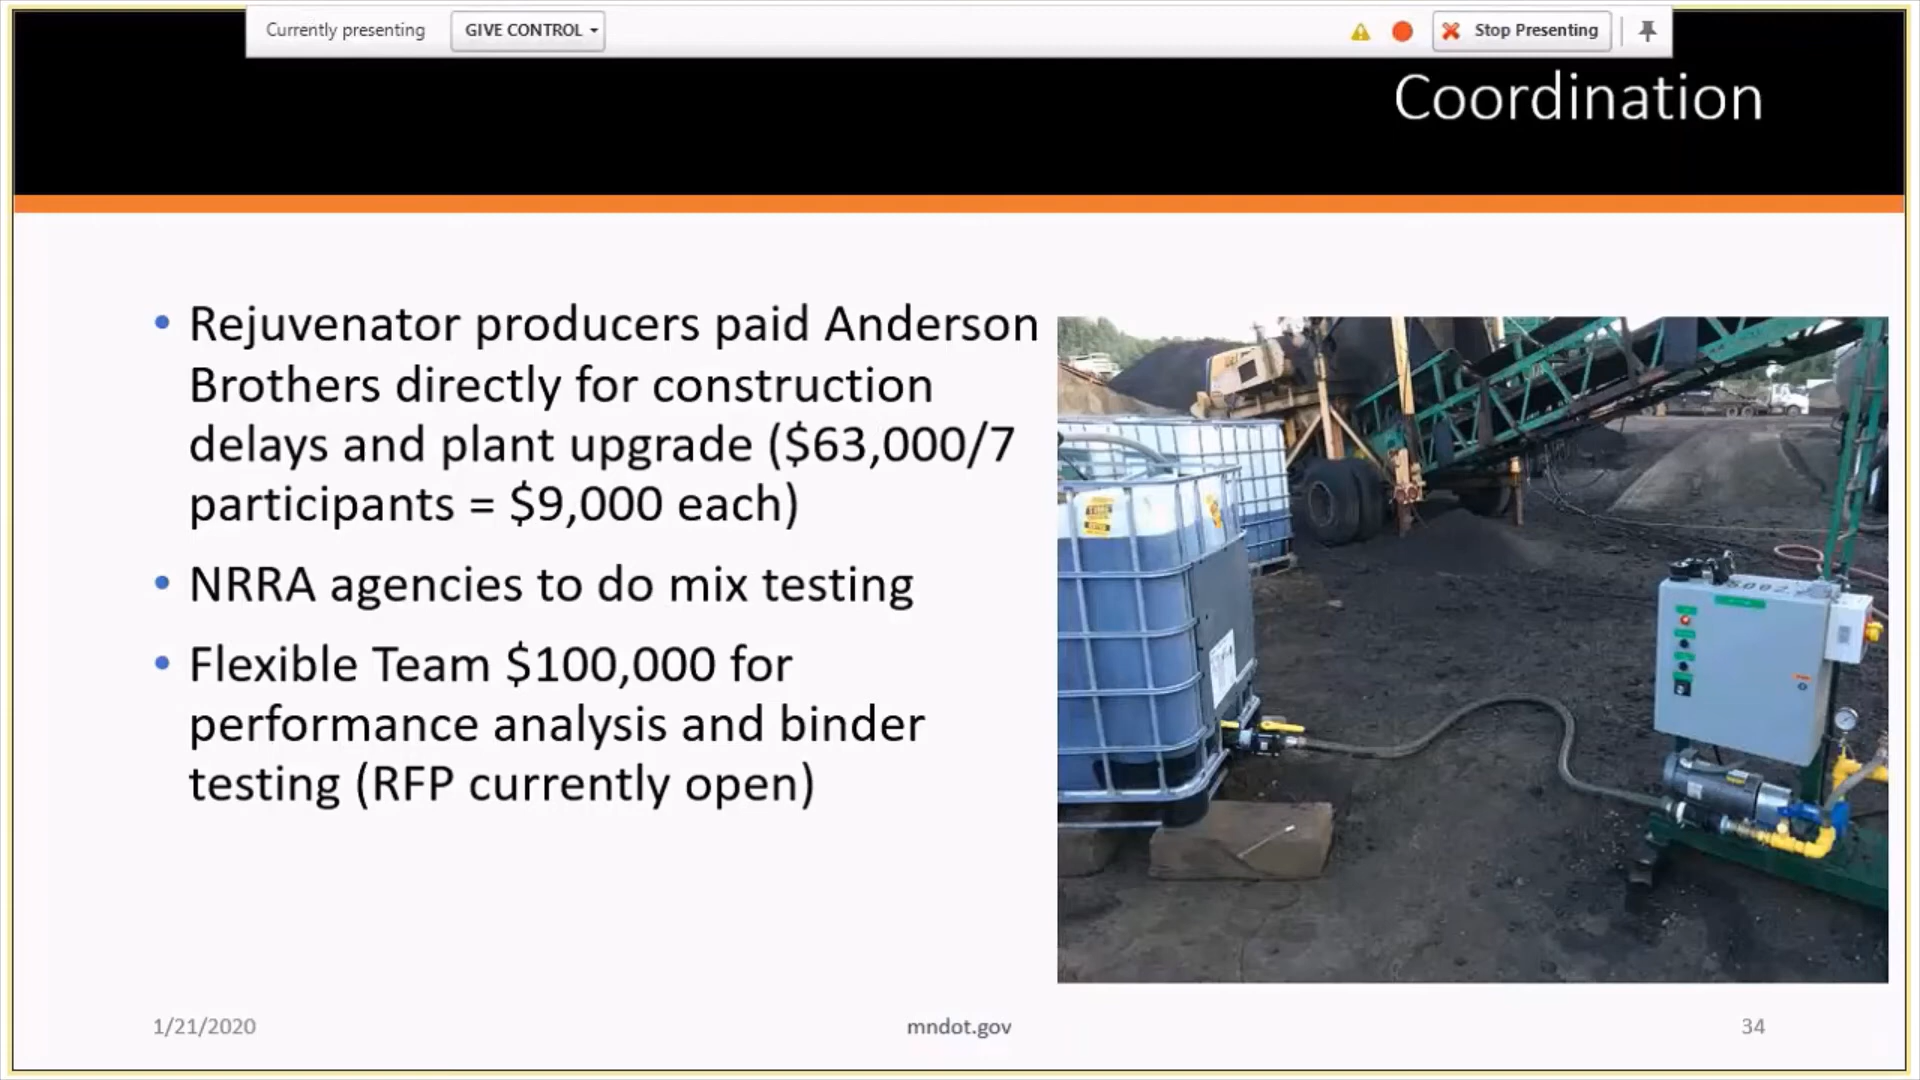 Currently presenting
GIVE CONTROL
Stop Presenting
Coordination
• Rejuvenator producers paid Anderson
Brothers directly for construction
delays and plant upgrade ($63,000/7
participants = $9,000 each)
• NRRA agencies to do mix testing
• Flexible Team $100,000 for
performance analysis and binder
testing (RFP currently open)
1/21/2020
mndot.gov
34